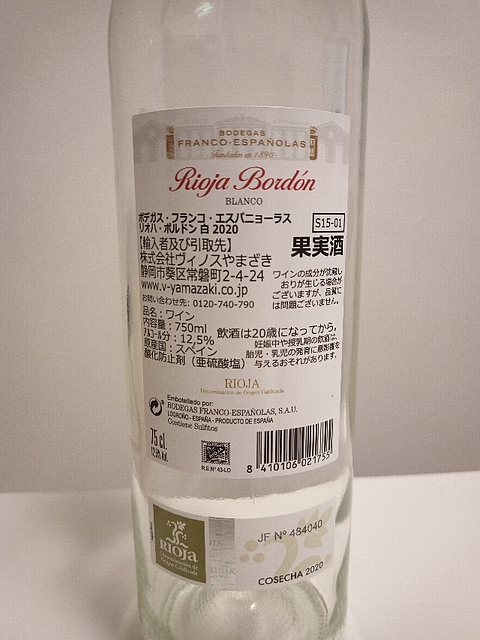 BODEGAS
FRANCO-ESPAÑOLAS
Fundadas en 1890
Rioja Bordón
BLANCO
ボデガス・フランコ・エスパニョーラス
リオハ・ボルドン 白 2020
S15-01
【輸入者及び引取先】
果実酒
株式会社ヴィノスやまざき
静岡市葵区常磐町2-4-24
www.v-yamazaki.co.jp
お問い合わせ先: 0120-740-790
ワインの成分が沈殿し
おりが生じる場合が
ございますが、品質に
は問題ございません。
品名：ワイン
内容量：750ml
アルコール分：12,5%
原産国：スペイン
酸化防止剤（亜硫酸塩）
飲酒は20歳になってから。
妊娠中や授乳期の飲酒は、
胎児・乳児の発育に悪影響を
与えるおそれがあります。
RIOJA
Denominación de Origen Calificada
Embotellado por:
BODEGAS FRANCO-ESPAÑOLAS, S.A.U.
LOGROÑO - ESPAÑA - PRODUCTO DE ESPAÑA
Contiene Sulfitos
75 cl.
R.E. Nº 43-LO
8 410106 021755
RIOJA
Denominación de
Origen Calificada
JF Nº 484040
COSECHA 2020